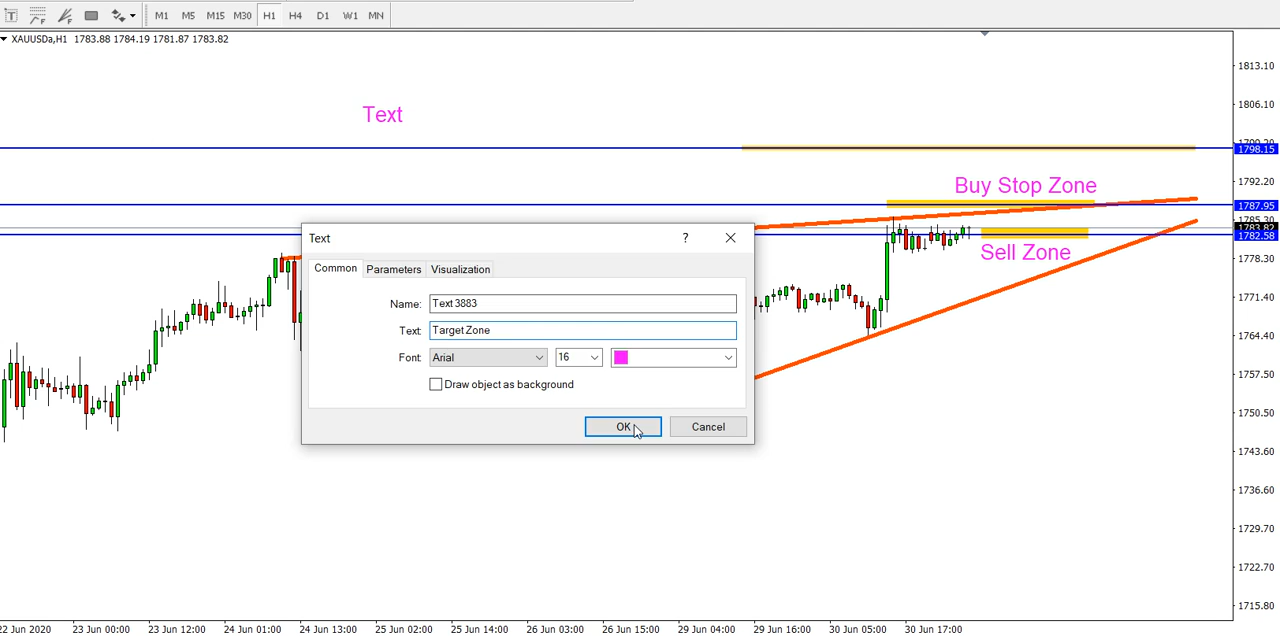 T F F M1 M5 M15 M30 H1 H4 D1 W1 MN
XAUUSDa,H1 1783.88 1784.19 1781.87 1783.82
1813.10
Text
1806.10
1798.15
1792.20
Buy Stop Zone
1787.95
1785.30
1783.82
1782.58
Sell Zone
1778.30
1771.40
1764.40
1757.50
1750.50
1743.60
1736.60
1729.70
1722.70
1715.80
Text ?
Common Parameters Visualization
Name: Text 3883
Text: Target Zone
Font: Arial 16
Draw object as background
OK Cancel
22 Jun 2020 23 Jun 00:00 23 Jun 12:00 24 Jun 01:00 24 Jun 13:00 25 Jun 02:00 25 Jun 14:00 26 Jun 03:00 26 Jun 15:00 29 Jun 04:00 29 Jun 16:00 30 Jun 05:00 30 Jun 17:00